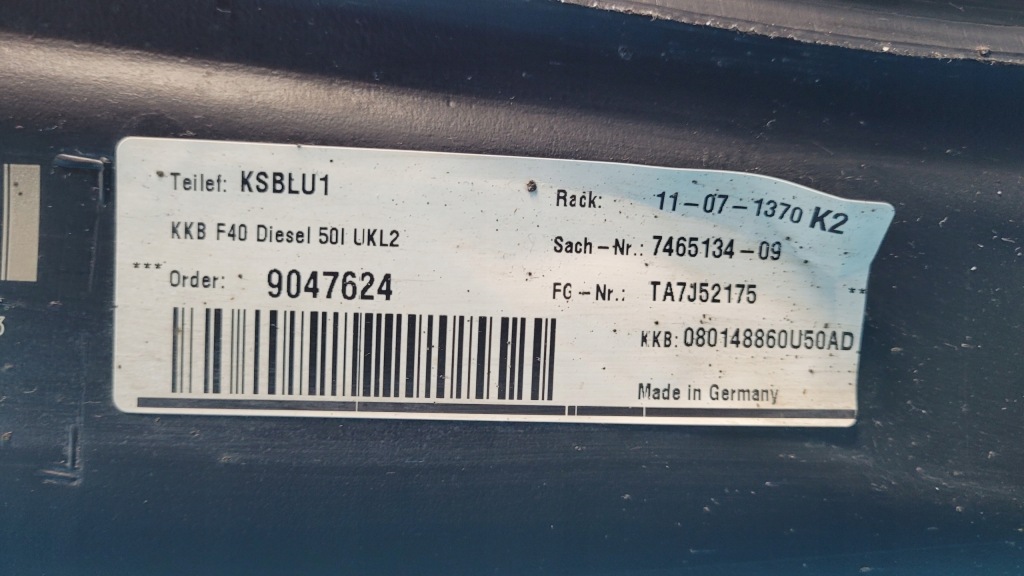 Teilef: KSBLU1
KKB F40 Diesel 50l UKL2
*** Order: 9047624
Rack: 11-07-1370 K2
Sach-Nr.: 7465134-09
**
FG-Nr.: TA7J52175
KKB: 080148860U50AD
Made in Germany
3